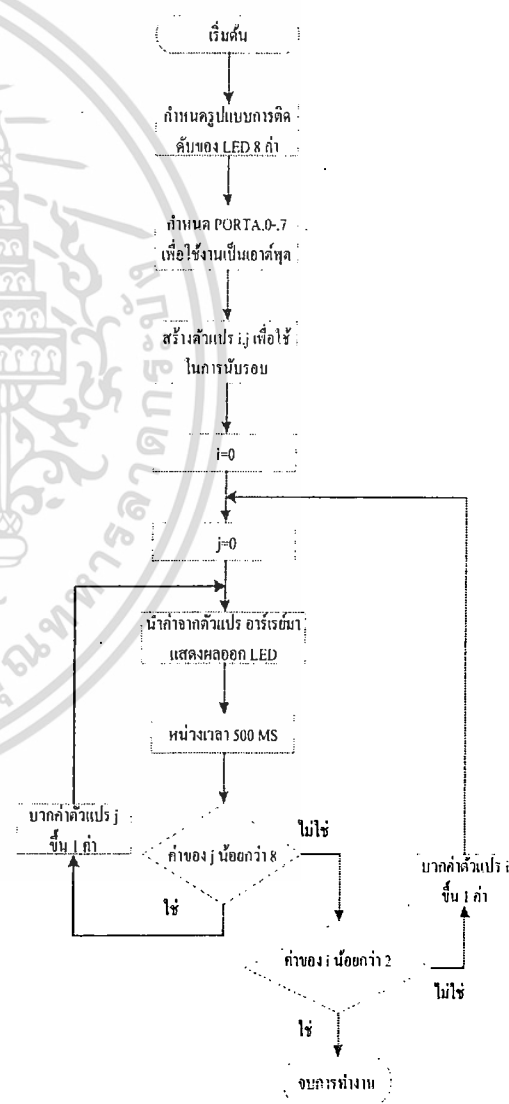 เริ่มต้น
กำหนดรูปแบบการติด
ดับของ LED 8 ค่า
กำหนด PORTA.0-.7
เพื่อใช้งานเป็นเอาต์พุต
สร้างตัวแปร i,j เพื่อใช้
ในการนับรอบ
i=0
j=0
นำค่าจากตัวแปร อาร์เรย์มา
แสดงผลออก LED
หน่วงเวลา 500 MS
บวกค่าตัวแปร j
ขึ้น 1 ค่า
ค่าของ j น้อยกว่า 8
ไม่ใช่
ใช่
บวกค่าตัวแปร i
ขึ้น 1 ค่า
ค่าของ i น้อยกว่า 2
ไม่ใช่
ใช่
จบการทำงาน